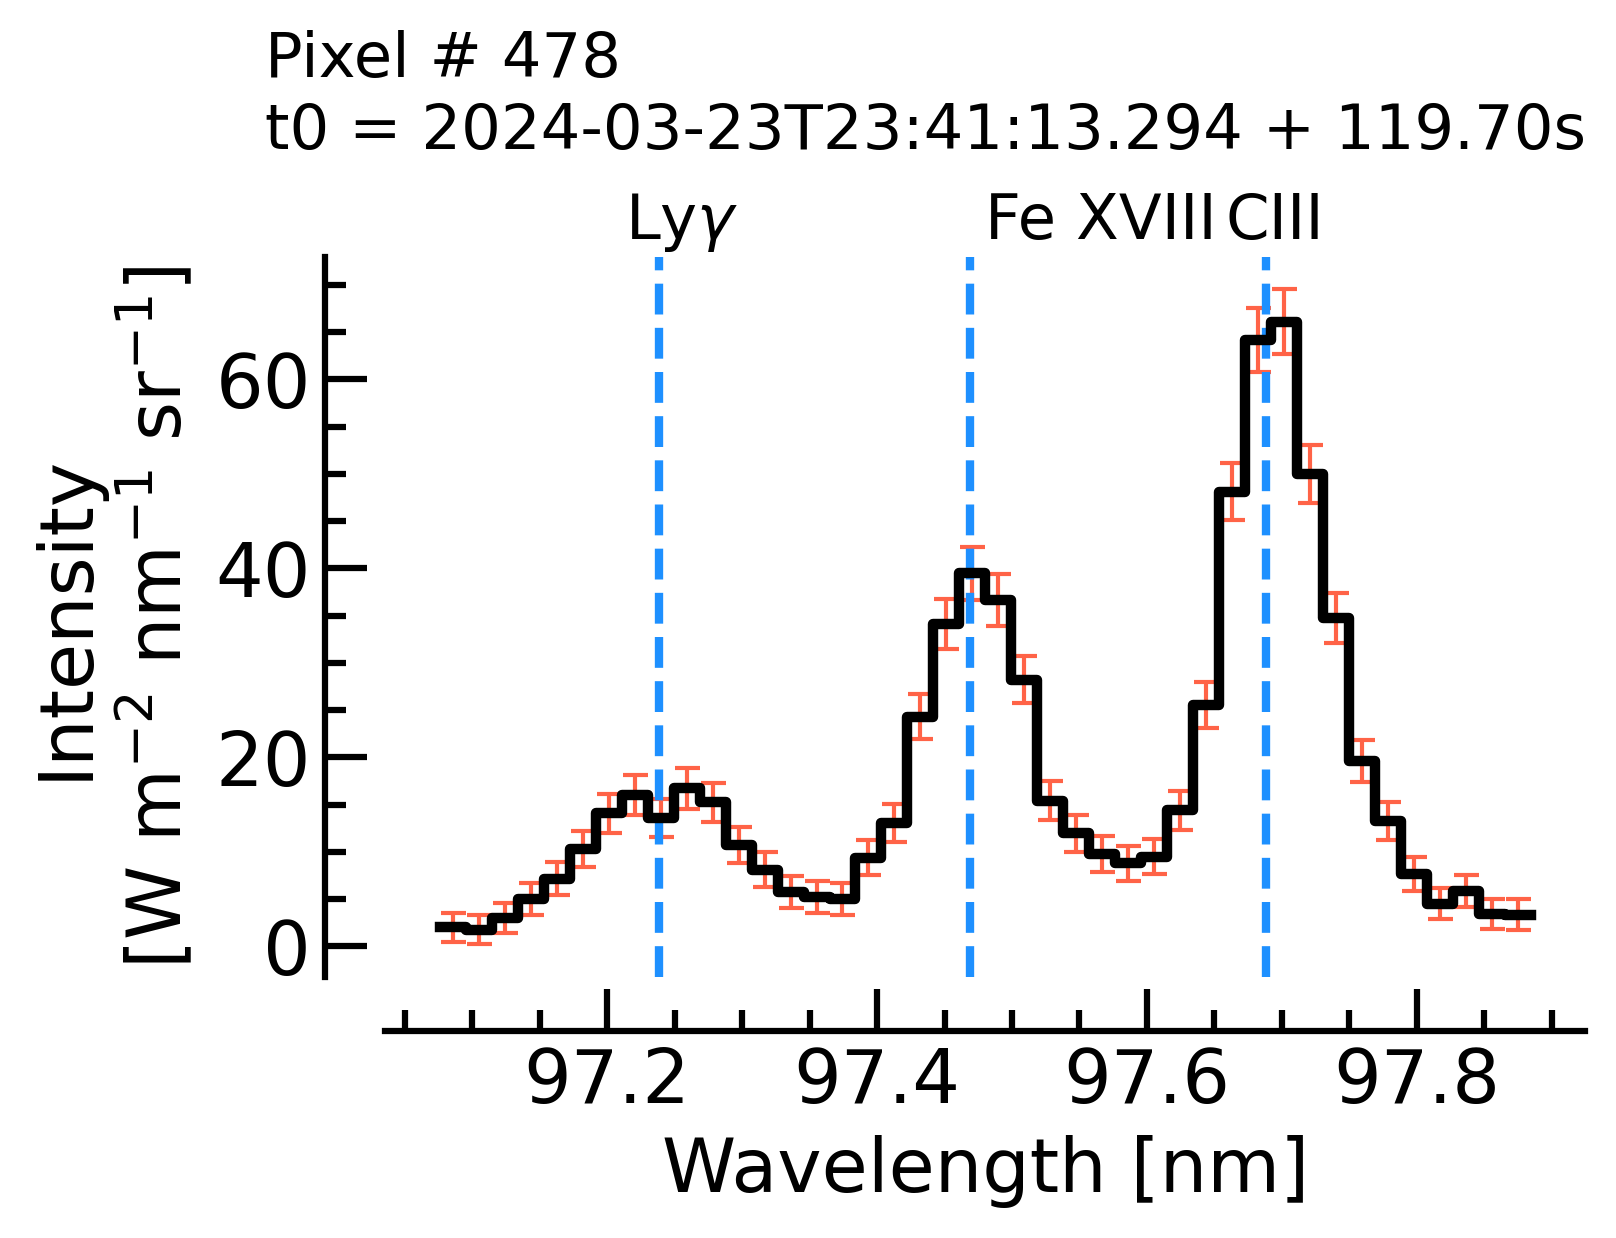 Pixel # 478
t0 = 2024-03-23T23:41:13.294 + 119.70s
Lyγ Fe XVIII CIII
Intensity
[W m⁻² nm⁻¹ sr⁻¹]
60
40
20
0
97.2 97.4 97.6 97.8
Wavelength [nm]